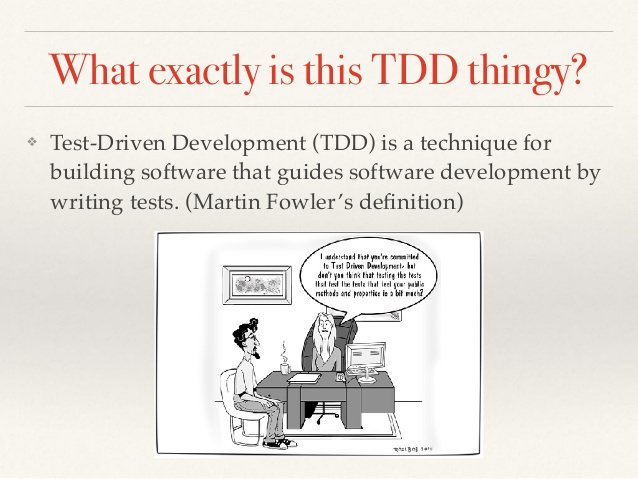 What exactly is this TDD thingy?
Test-Driven Development (TDD) is a technique for
building software that guides software development by
writing tests. (Martin Fowler's definition)
I understand that you're committed
to Test Driven Development, but
don't you think that testing the tests
that test the tests that test your public
methods and properties is a bit much?